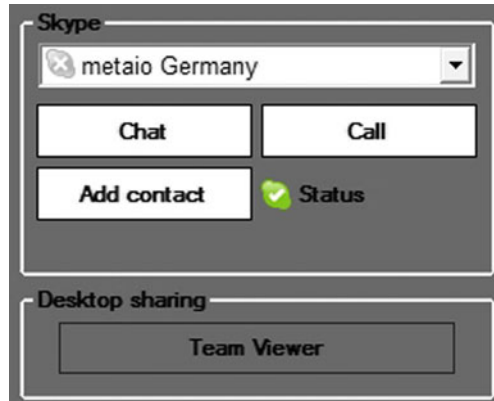 Skype
metaio Germany
Chat Call
Add contact Status
Desktop sharing
Team Viewer